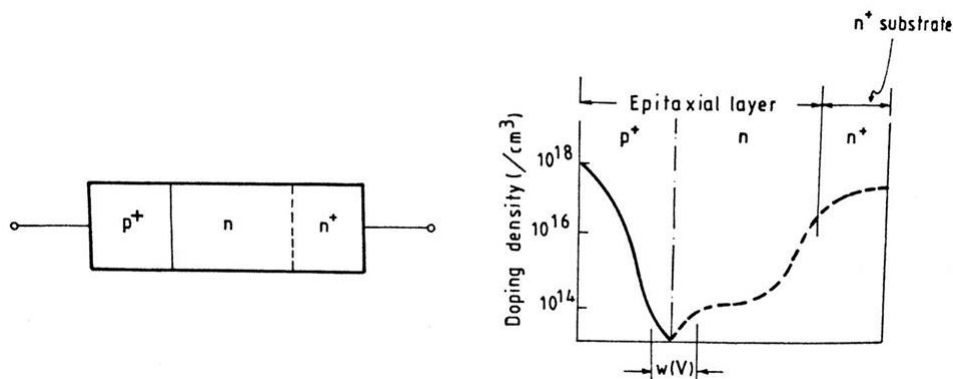 p+
n
n+
n+ substrate
Epitaxial layer
p+
n
n+
Doping density (/cm³)
10¹⁸
10¹⁶
10¹⁴
w(V)